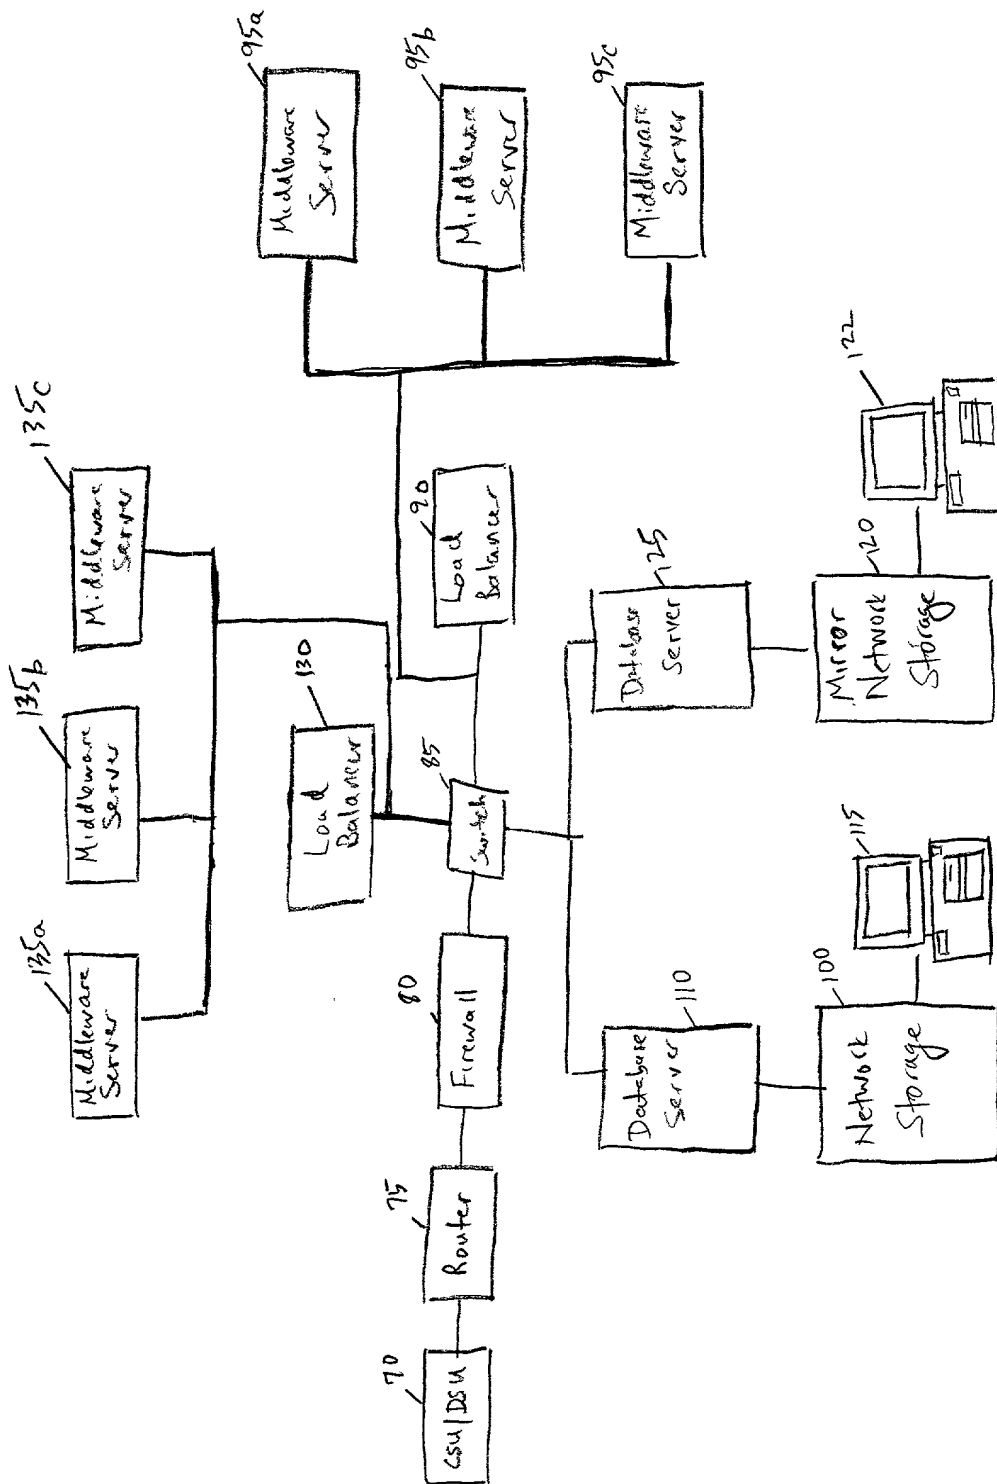 135a
Middleware
Server
135b
Middleware
Server
135c
Middleware
Server
95a
Middleware
Server
95b
Middleware
Server
95c
Middleware
Server
130
Load
Balancer
90
Load
Balancer
70
CSU/DSU
75
Router
80
Firewall
85
Switch
Database
Server
110
Database
Server
125
100
Network
Storage
115
120
Mirror
Network
Storage
122